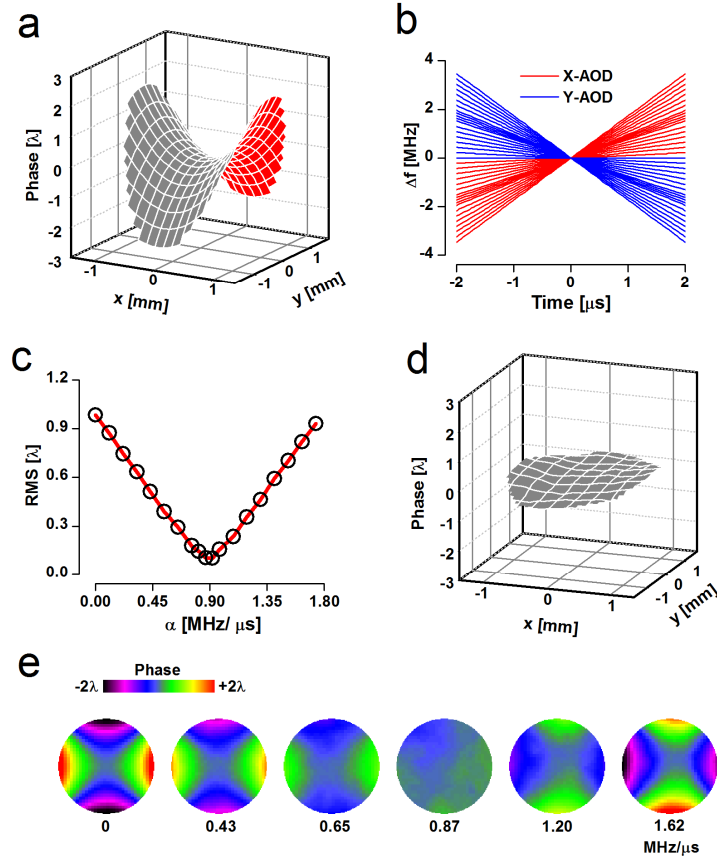 a
3
2
1
0
-1
-2
-3
Phase [λ]
-1
0
1
x [mm]
-1
0
1
y [mm]
b
4
2
0
-2
-4
Δf [MHz]
X-AOD
Y-AOD
-2
-1
0
1
2
Time [μs]
c
1.2
0.9
0.6
0.3
0.0
RMS [λ]
0.00
0.45
0.90
1.35
1.80
α [MHz/ μs]
d
3
2
1
0
-1
-2
-3
Phase [λ]
-1
0
1
x [mm]
-1
0
1
y [mm]
e
Phase
-2λ
+2λ
0
0.43
0.65
0.87
1.20
1.62
MHz/μs